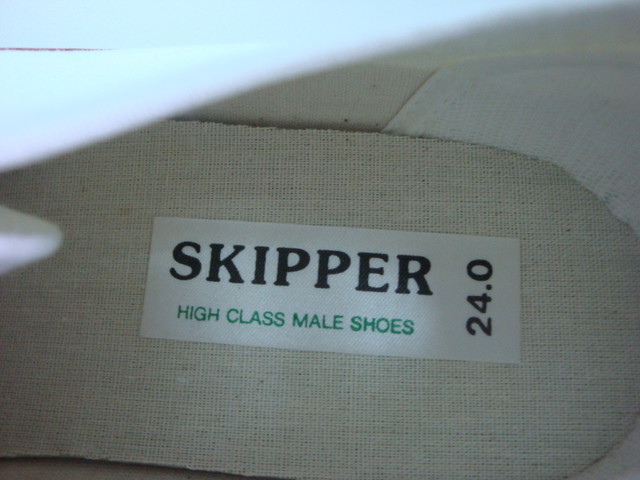 SKIPPER
HIGH CLASS MALE SHOES
24.0